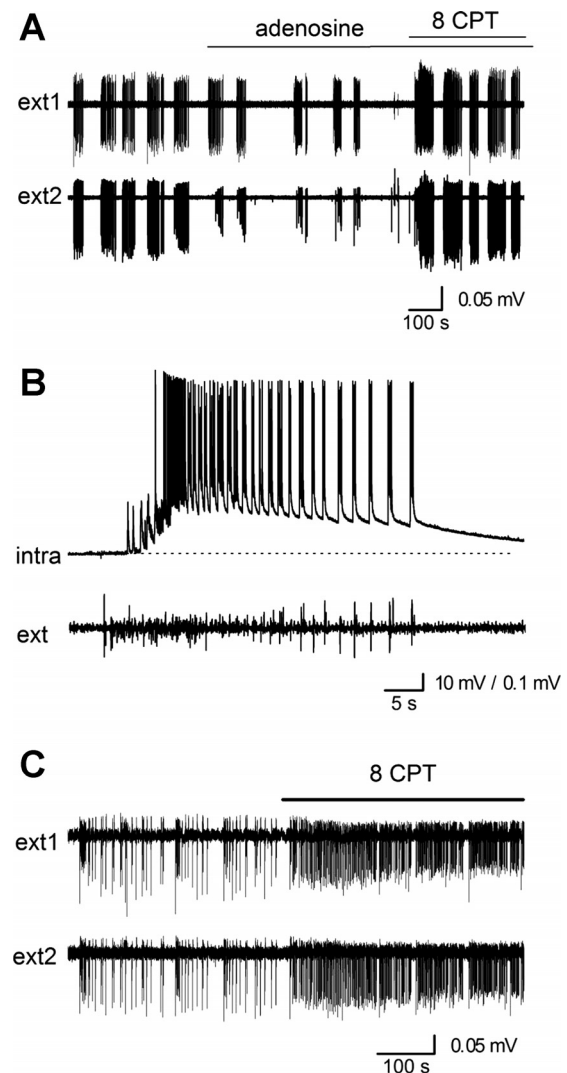 A
adenosine
8 CPT
ext1
ext2
0.05 mV
100 s
B
intra
ext
10 mV / 0.1 mV
5 s
C
8 CPT
ext1
ext2
0.05 mV
100 s